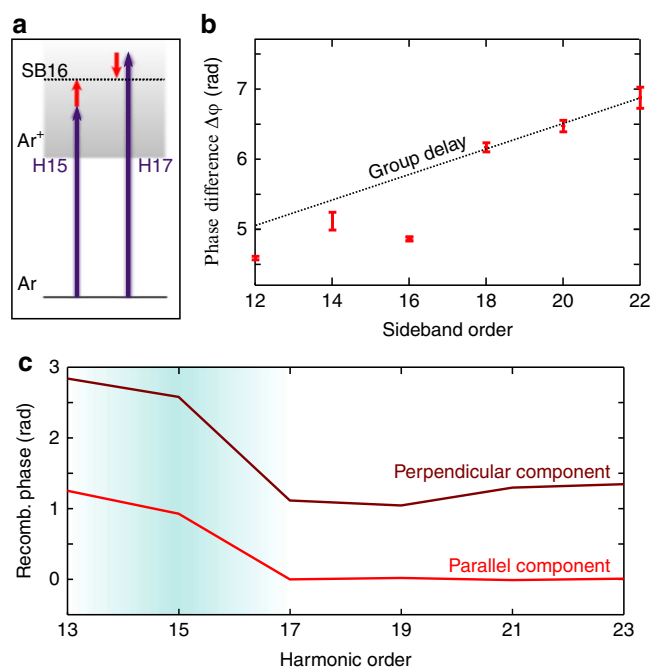 a
SB16
Ar⁺
H15
H17
Ar
b
Phase difference Δφ (rad)
7
6
5
Group delay
12
14
16
18
20
22
Sideband order
c
Recomb. phase (rad)
3
2
1
0
Perpendicular component
Parallel component
13
15
17
19
21
23
Harmonic order